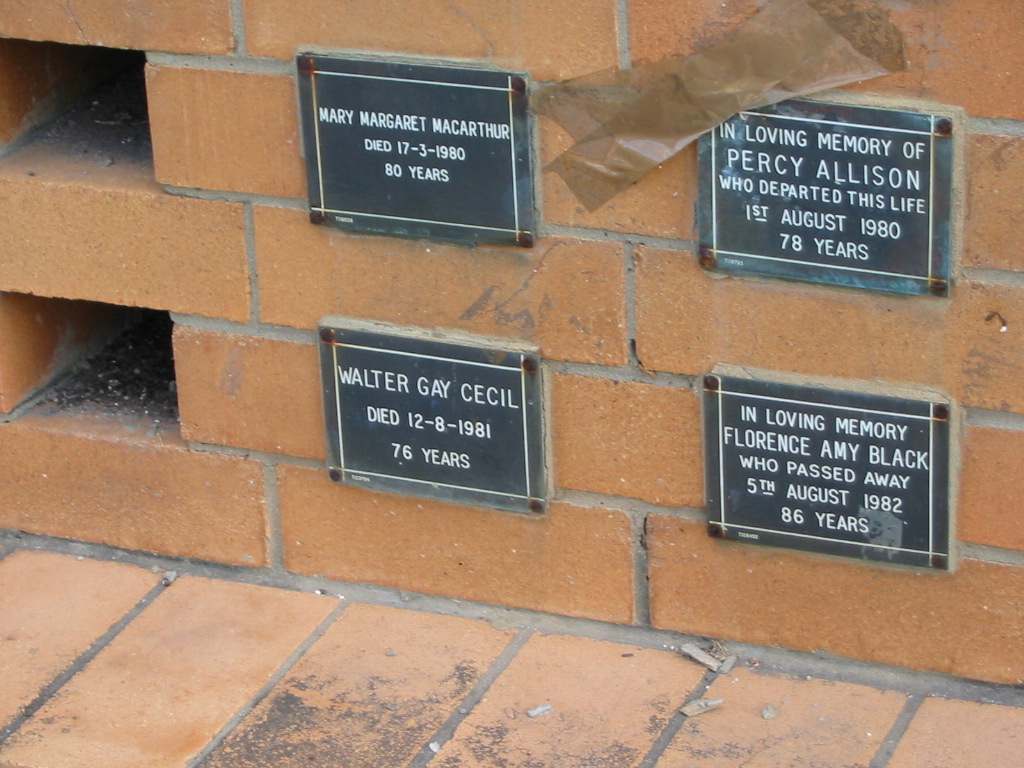 MARY MARGARET MACARTHUR
DIED 17-3-1980
80 YEARS
IN LOVING MEMORY OF
PERCY ALLISON
WHO DEPARTED THIS LIFE
1ST AUGUST 1980
78 YEARS
WALTER GAY CECIL
DIED 12-8-1981
76 YEARS
IN LOVING MEMORY
FLORENCE AMY BLACK
WHO PASSED AWAY
5TH AUGUST 1982
86 YEARS